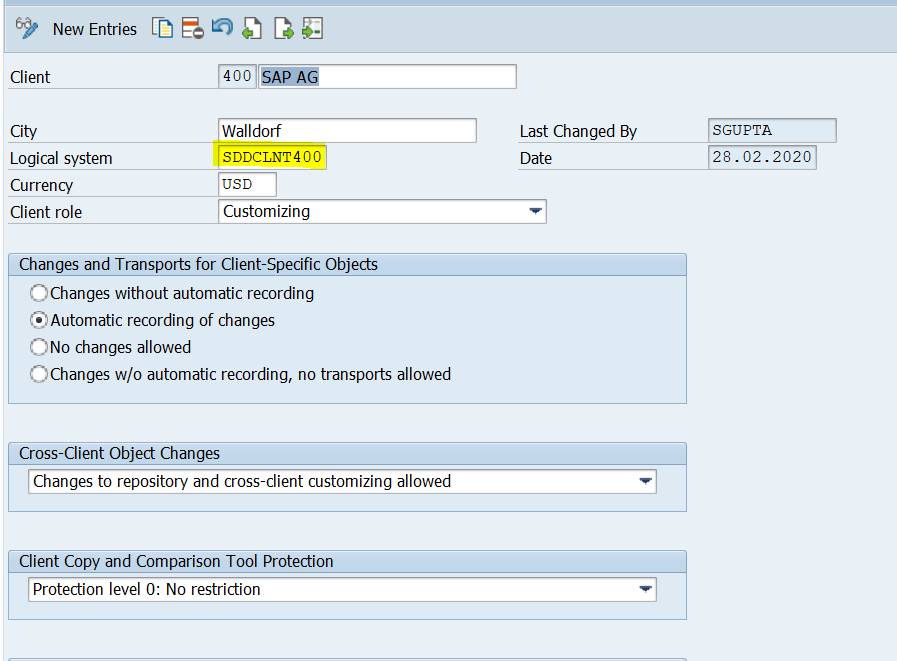 New Entries
Client 400 SAP AG
City Walldorf Last Changed By SGUPTA
Logical system SDDCLNT400 Date 28.02.2020
Currency USD
Client role Customizing
Changes and Transports for Client-Specific Objects
Changes without automatic recording
Automatic recording of changes
No changes allowed
Changes w/o automatic recording, no transports allowed
Cross-Client Object Changes
Changes to repository and cross-client customizing allowed
Client Copy and Comparison Tool Protection
Protection level 0: No restriction